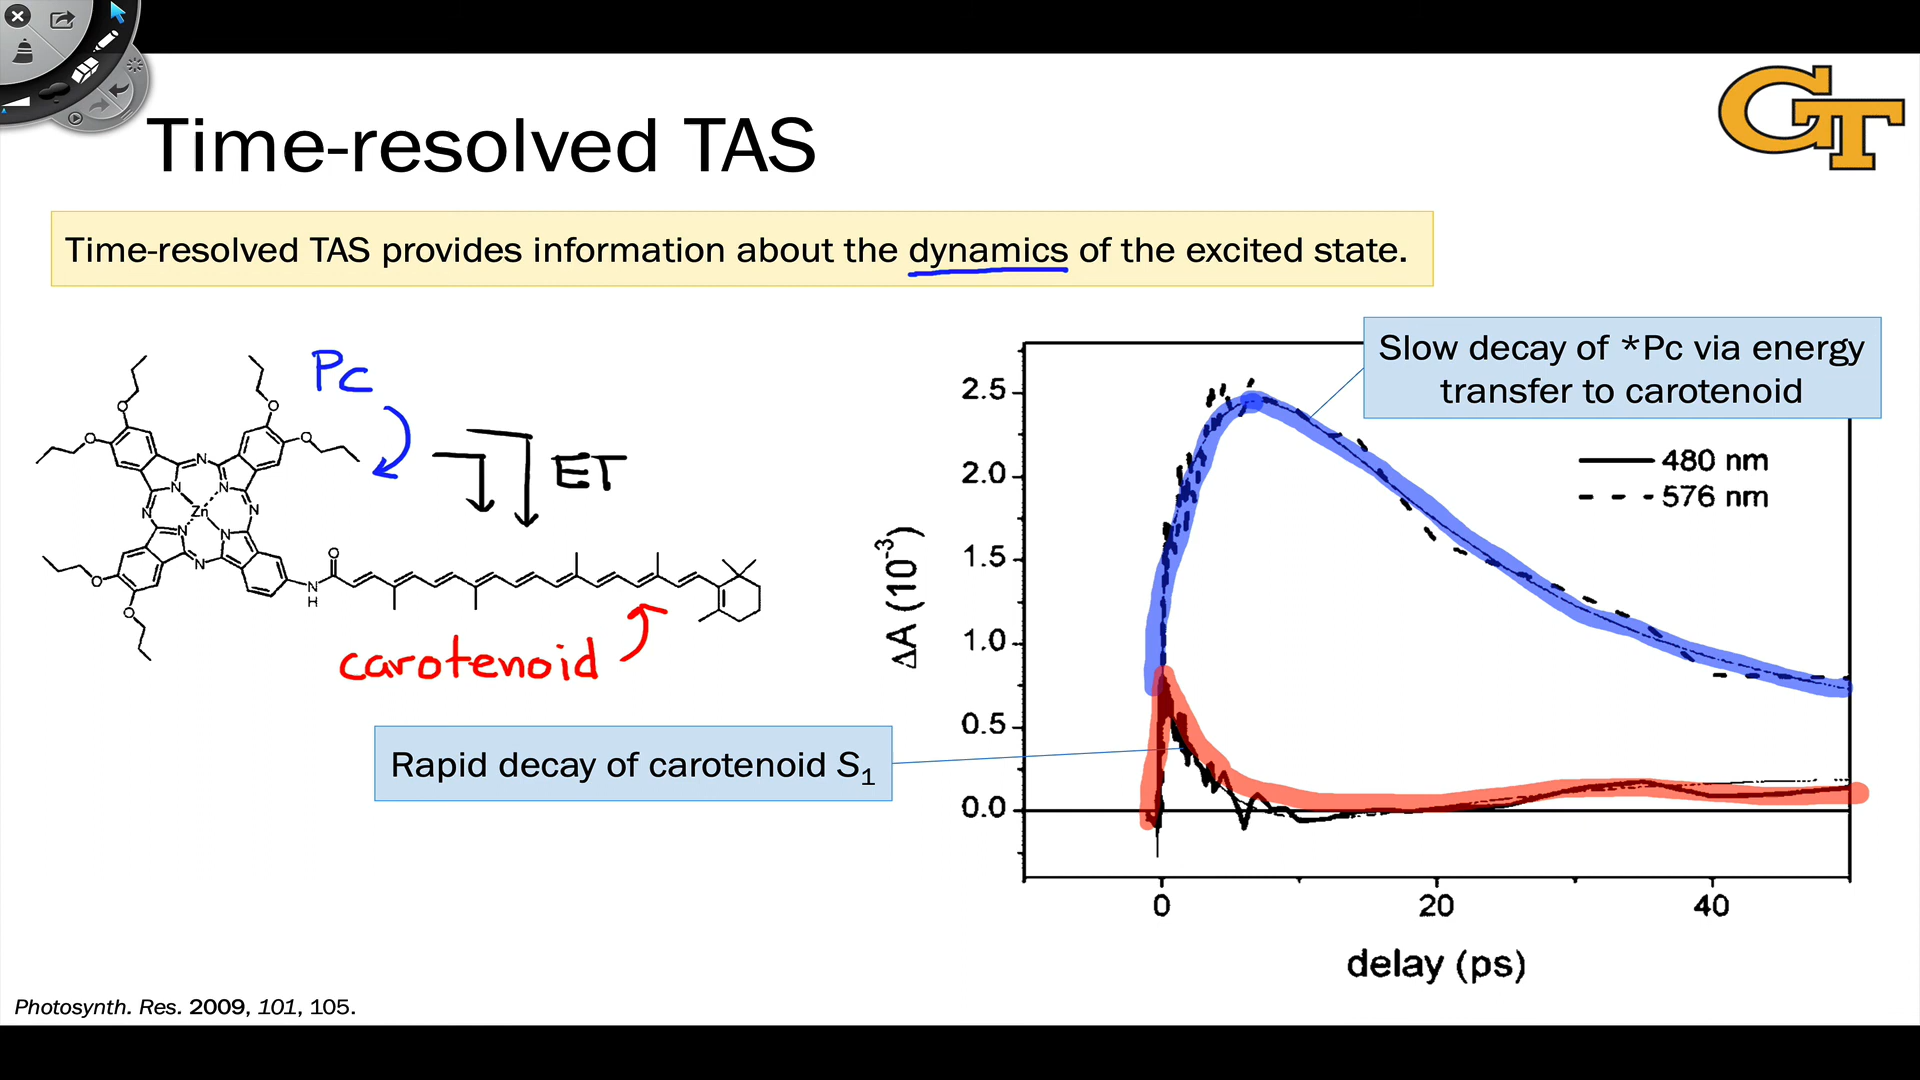 GT
Time-resolved TAS
Time-resolved TAS provides information about the dynamics of the excited state.
Pc
ET
carotenoid
O
O
O
O
O
O
N
N
N
N
N
N
N
N
Zn
O
N
H
Rapid decay of carotenoid S₁
Slow decay of *Pc via energy
transfer to carotenoid
480 nm
576 nm
ΔA (10⁻³)
2.5
2.0
1.5
1.0
0.5
0.0
0 20 40
delay (ps)
Photosynth. Res. 2009, 101, 105.